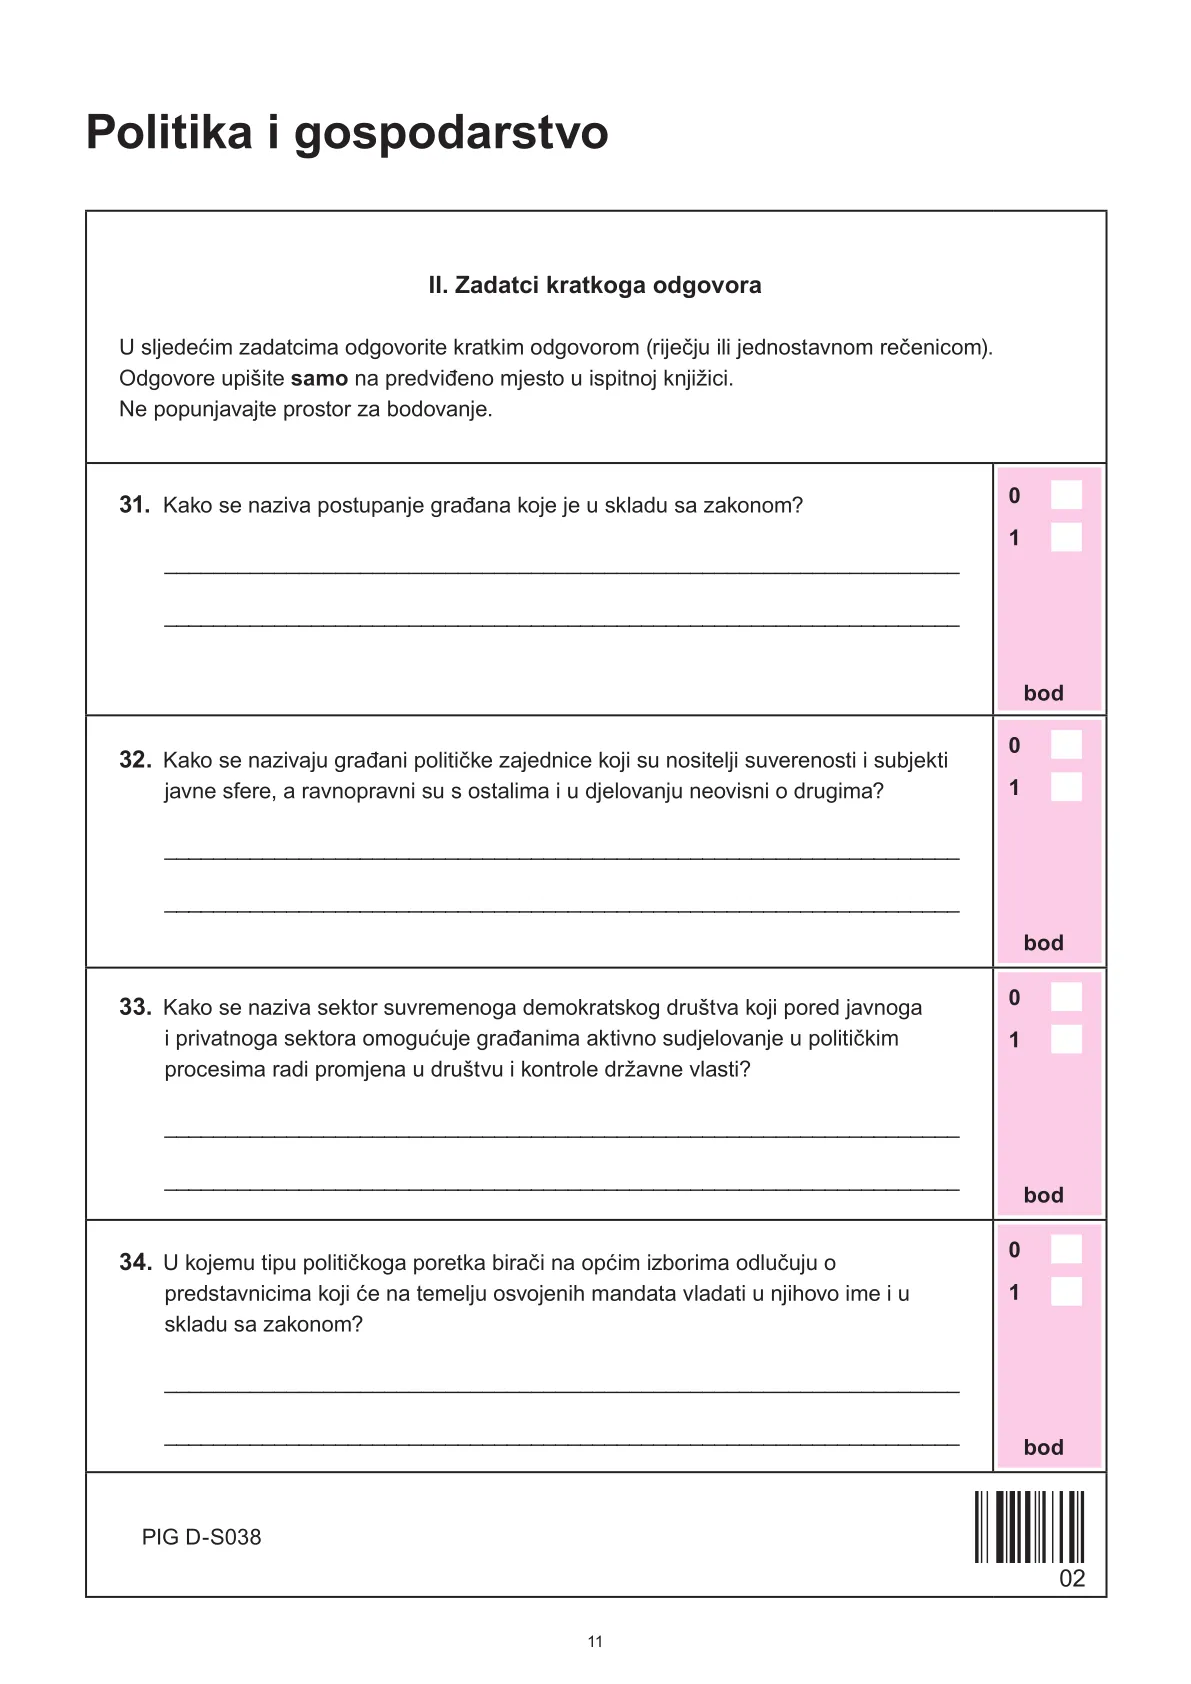 Politika i gospodarstvo
II. Zadatci kratkoga odgovora
U sljedećim zadatcima odgovorite kratkim odgovorom (riječju ili jednostavnom rečenicom).
Odgovore upišite samo na predviđeno mjesto u ispitnoj knjižici.
Ne popunjavajte prostor za bodovanje.
31. Kako se naziva postupanje građana koje je u skladu sa zakonom?
0
1
bod
32. Kako se nazivaju građani političke zajednice koji su nositelji suverenosti i subjekti
javne sfere, a ravnopravni su s ostalima i u djelovanju neovisni o drugima?
0
1
bod
33. Kako se naziva sektor suvremenoga demokratskog društva koji pored javnoga
i privatnoga sektora omogućuje građanima aktivno sudjelovanje u političkim
procesima radi promjena u društvu i kontrole državne vlasti?
0
1
bod
34. U kojemu tipu političkoga poretka birači na općim izborima odlučuju o
predstavnicima koji će na temelju osvojenih mandata vladati u njihovo ime i u
skladu sa zakonom?
0
1
bod
PIG D-S038
02
11